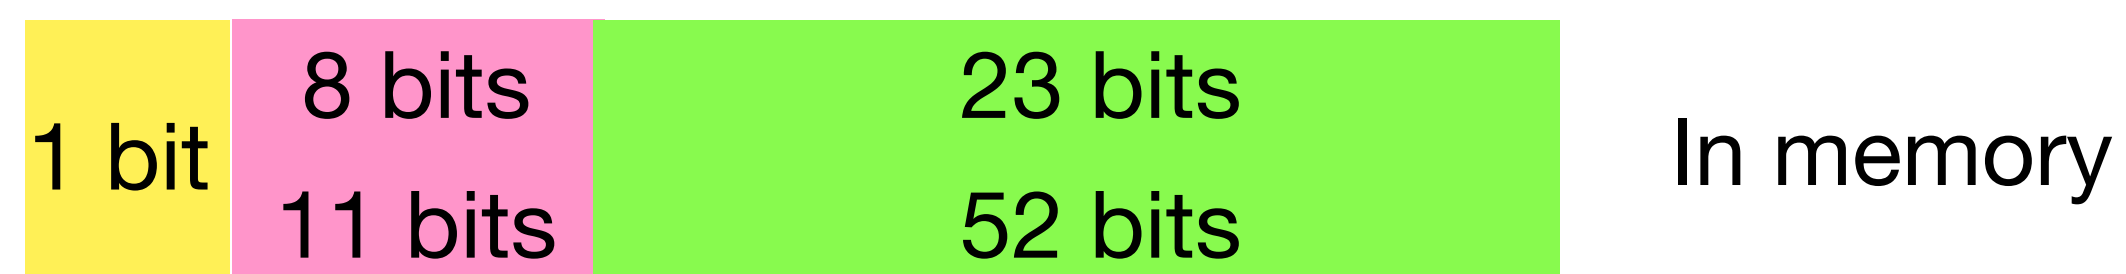 8 bits 23 bits
1 bit In memory
11 bits 52 bits